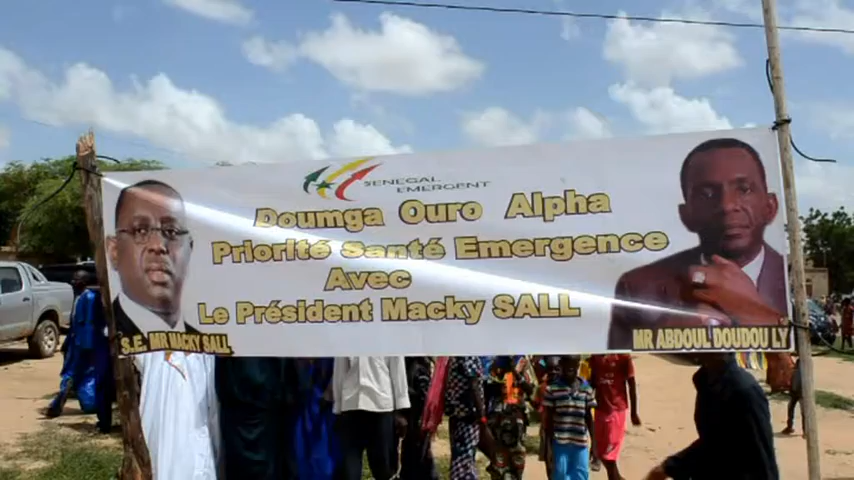 SENEGAL
EMERGENT
Doumga Ouro Alpha
Priorité Santé Emergence
Avec
Le Président Macky SALL
S.E. MR MACKY SALL
MR ABDOUL DOUDOU LY